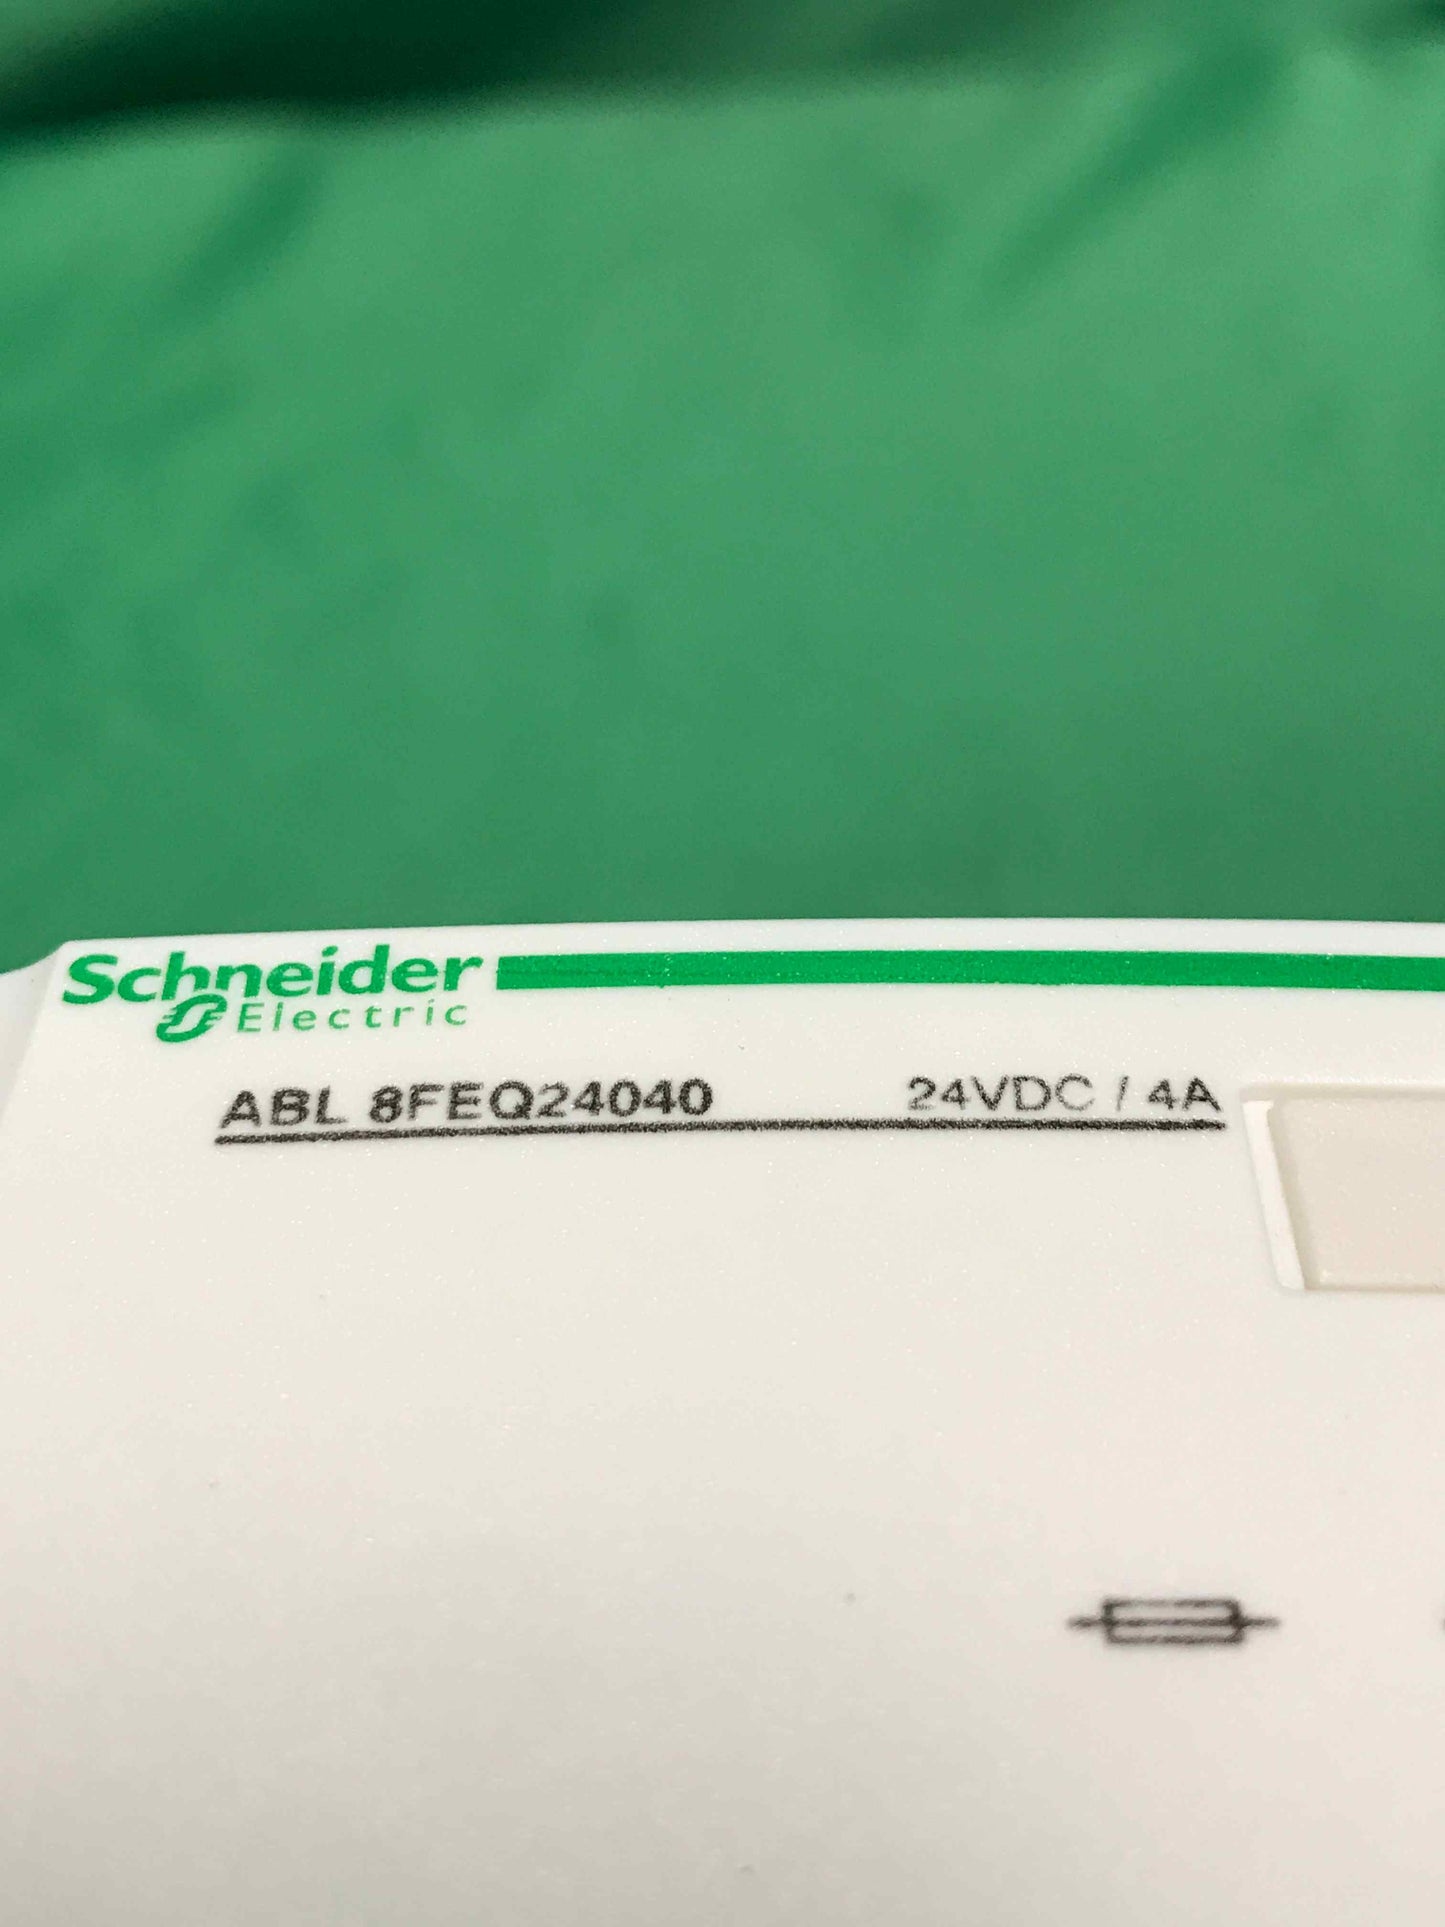 Schneider
Electric
ABL 8FEQ24040 24VDC / 4A